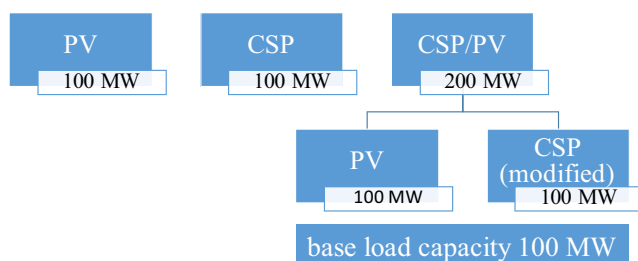 PV
100 MW
CSP
100 MW
CSP/PV
200 MW
PV
100 MW
CSP
(modified)
100 MW
base load capacity 100 MW